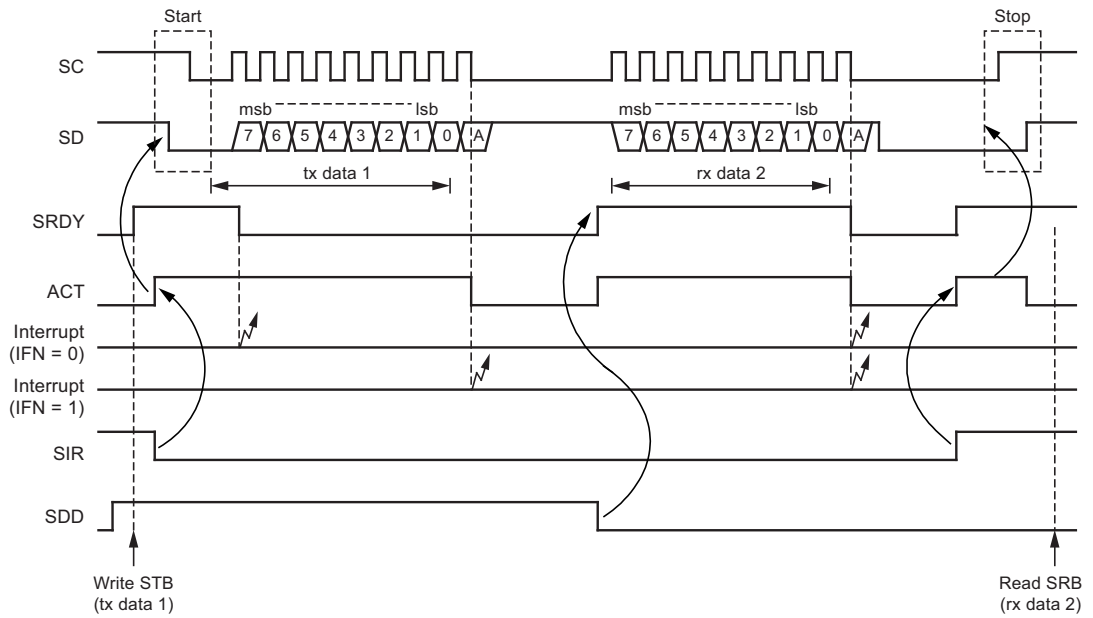 Start
Stop
SC
msb
lsb
msb
lsb
SD
7 6 5 4 3 2 1 0 A
7 6 5 4 3 2 1 0 A
tx data 1
rx data 2
SRDY
ACT
Interrupt
(IFN = 0)
Interrupt
(IFN = 1)
SIR
SDD
Write STB
(tx data 1)
Read SRB
(rx data 2)